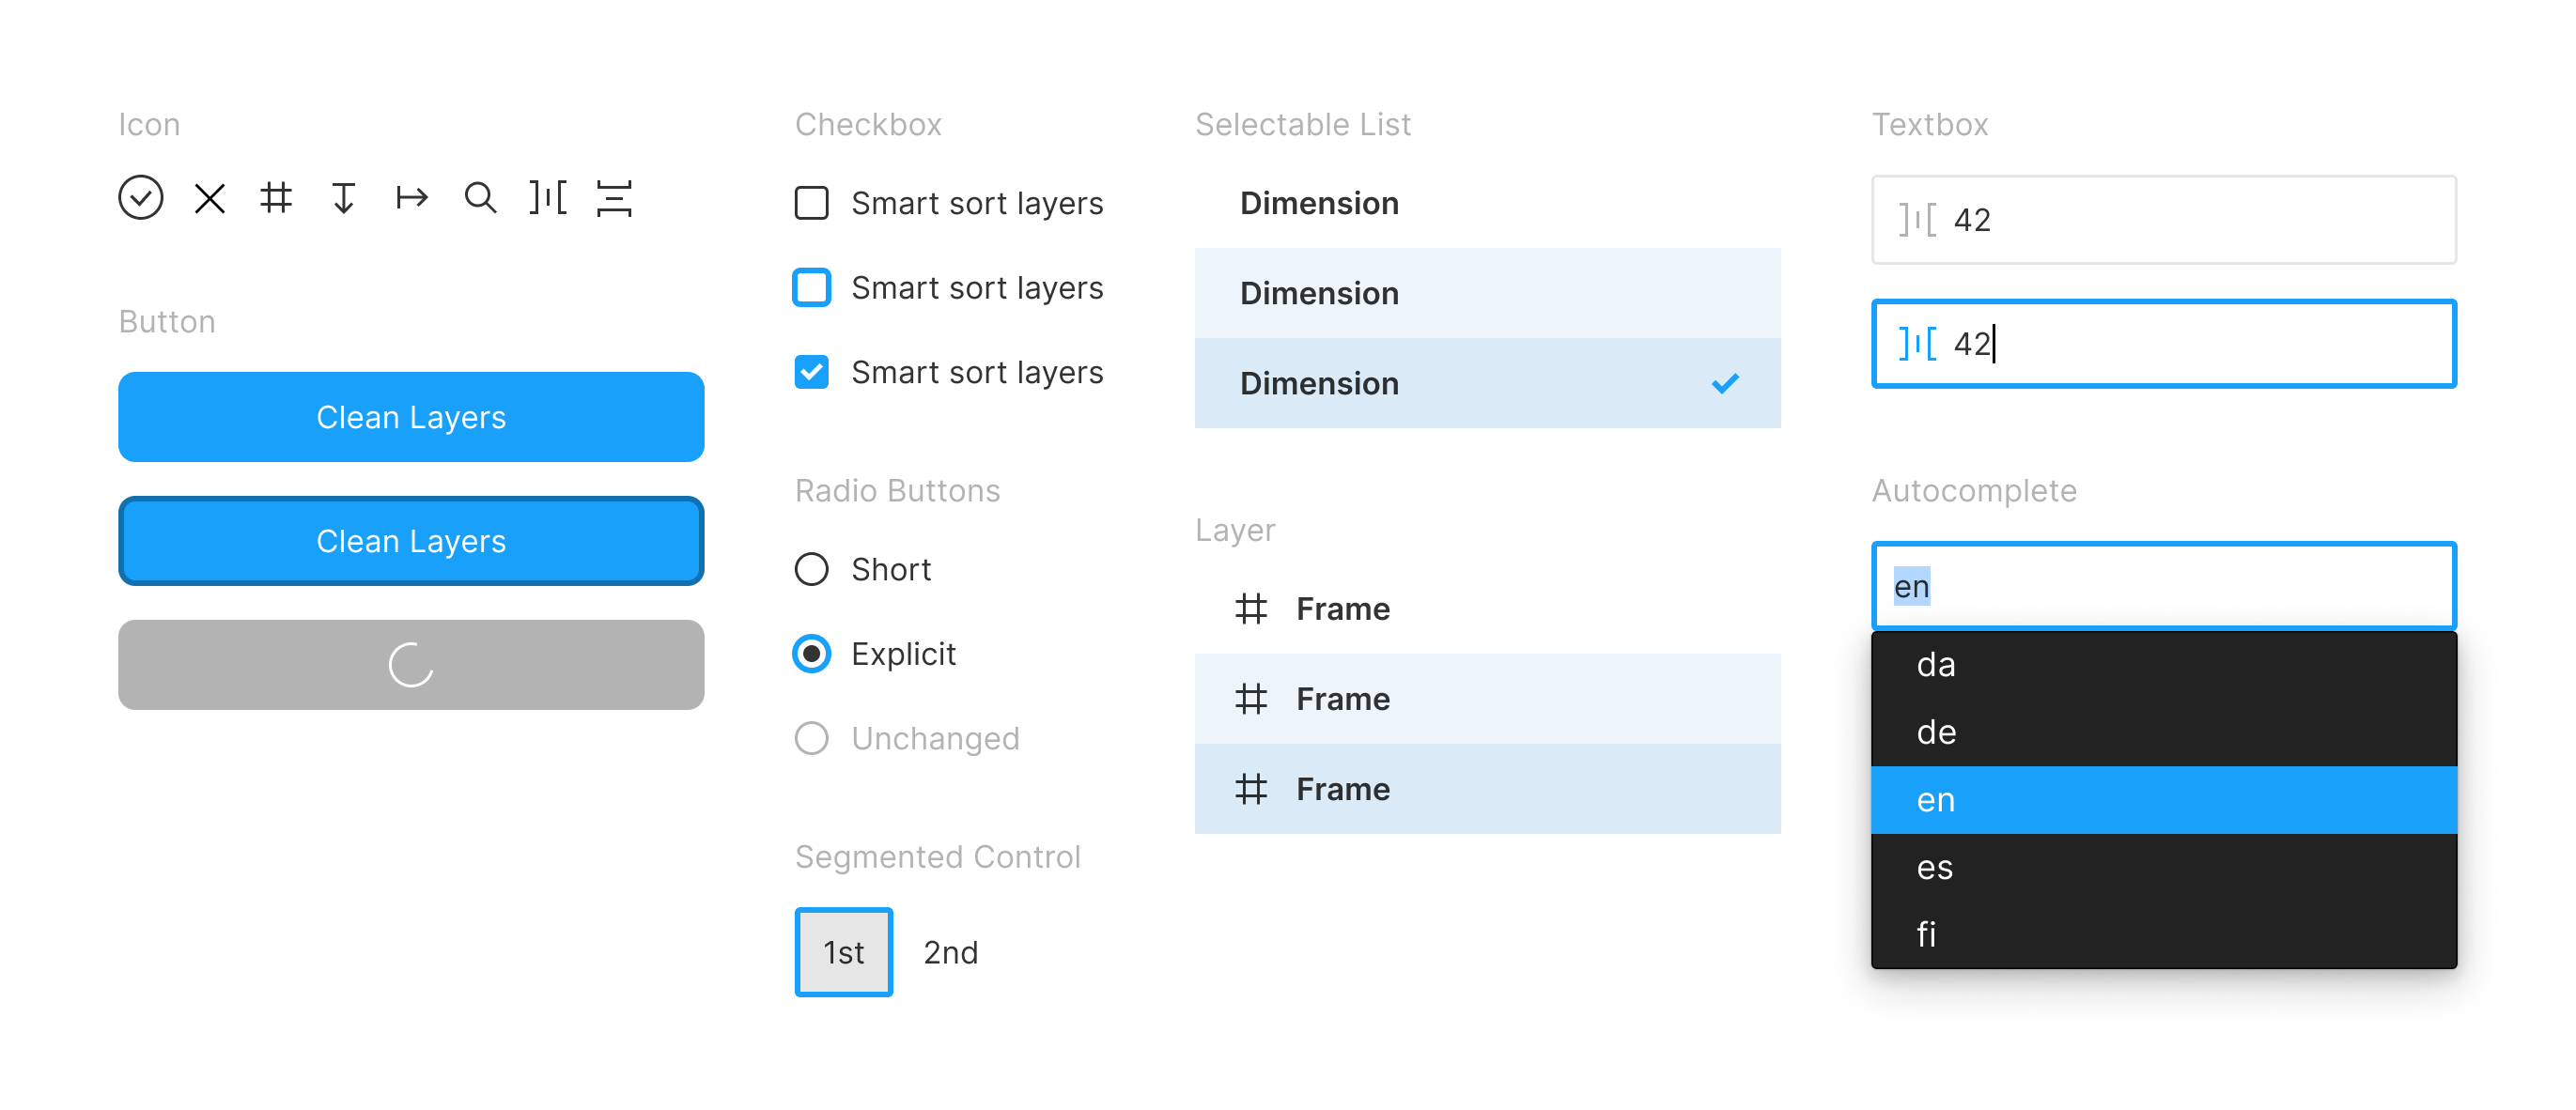 Icon
Button
Clean Layers
Clean Layers
Checkbox
Smart sort layers
Smart sort layers
Smart sort layers
Radio Buttons
Short
Explicit
Unchanged
Segmented Control
1st 2nd
Selectable List
Dimension
Dimension
Dimension
Layer
Frame
Frame
Frame
Textbox
42
42
Autocomplete
en
da
de
en
es
fi